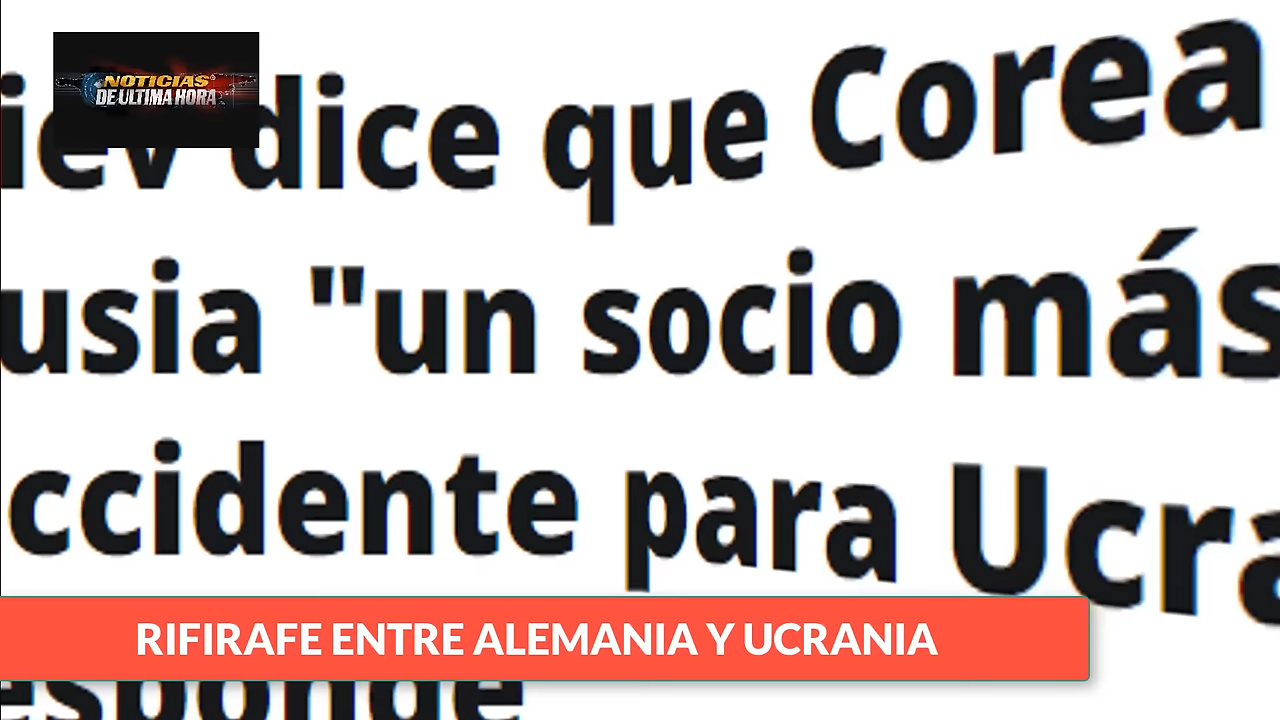 NOTICIAS
DE ULTIMA HORA
iev dice que Corea
usia "un socio más
ccidente para Ucra
RIFIRAFE ENTRE ALEMANIA Y UCRANIA
esponde